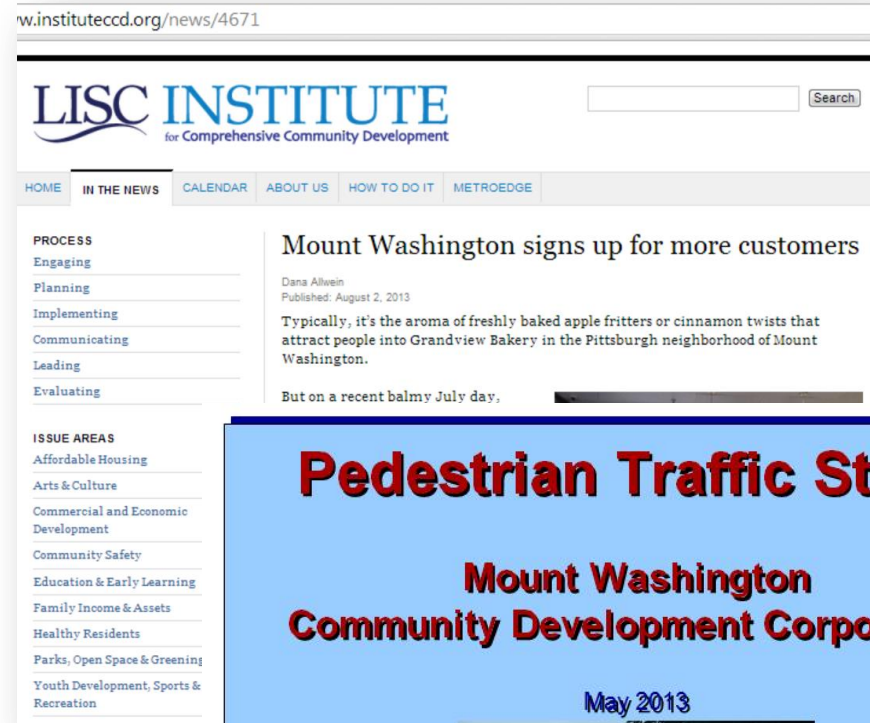 w.instituteccd.org/news/4671
LISC INSTITUTE
for Comprehensive Community Development
Search
HOME IN THE NEWS CALENDAR ABOUT US HOW TO DO IT METROEDGE
PROCESS
Engaging
Planning
Implementing
Communicating
Leading
Evaluating
ISSUE AREAS
Affordable Housing
Arts & Culture
Commercial and Economic
Development
Community Safety
Education & Early Learning
Family Income & Assets
Healthy Residents
Parks, Open Space & Greening
Youth Development, Sports &
Recreation
Mount Washington signs up for more customers
Dana Allwein
Published: August 2, 2013
Typically, it's the aroma of freshly baked apple fritters or cinnamon twists that
attract people into Grandview Bakery in the Pittsburgh neighborhood of Mount
Washington.
But on a recent balmy July day,
Pedestrian Traffic St
Mount Washington
Community Development Corpo
May 2013